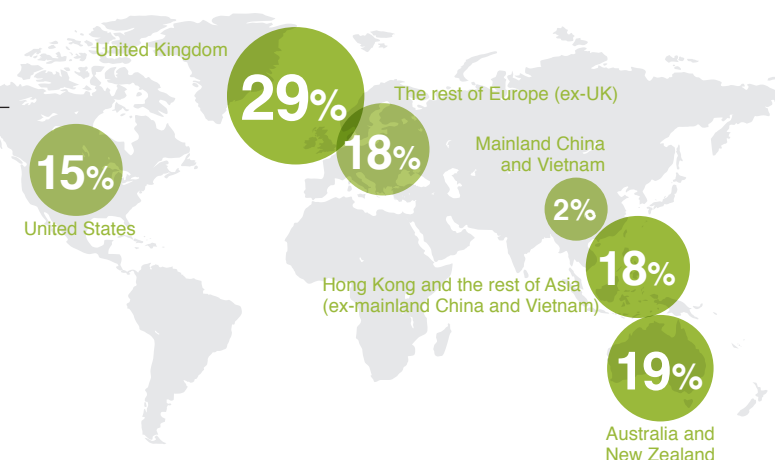 United Kingdom
29%
The rest of Europe (ex-UK)
18%
Mainland China
and Vietnam
2%
15%
United States
18%
Hong Kong and the rest of Asia
(ex-mainland China and Vietnam)
19%
Australia and
New Zealand